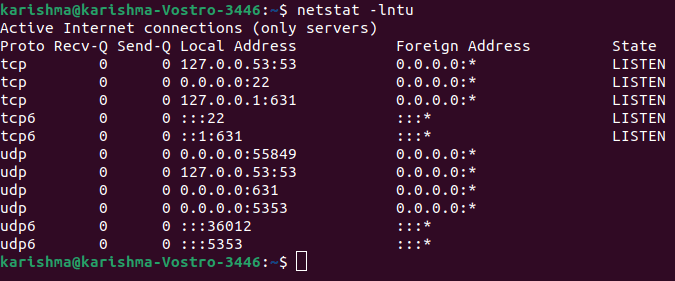 karishma@karishma-Vostro-3446:~$ netstat -lntu
Active Internet connections (only servers)
Proto Recv-Q Send-Q Local Address           Foreign Address         State
tcp        0      0 127.0.0.53:53           0.0.0.0:*               LISTEN
tcp        0      0 0.0.0.0:22              0.0.0.0:*               LISTEN
tcp        0      0 127.0.0.1:631           0.0.0.0:*               LISTEN
tcp6       0      0 :::22                   :::*                    LISTEN
tcp6       0      0 ::1:631                 :::*                    LISTEN
udp        0      0 0.0.0.0:55849           0.0.0.0:*
udp        0      0 127.0.0.53:53           0.0.0.0:*
udp        0      0 0.0.0.0:631             0.0.0.0:*
udp        0      0 0.0.0.0:5353            0.0.0.0:*
udp6       0      0 :::36012                :::*
udp6       0      0 :::5353                 :::*
karishma@karishma-Vostro-3446:~$